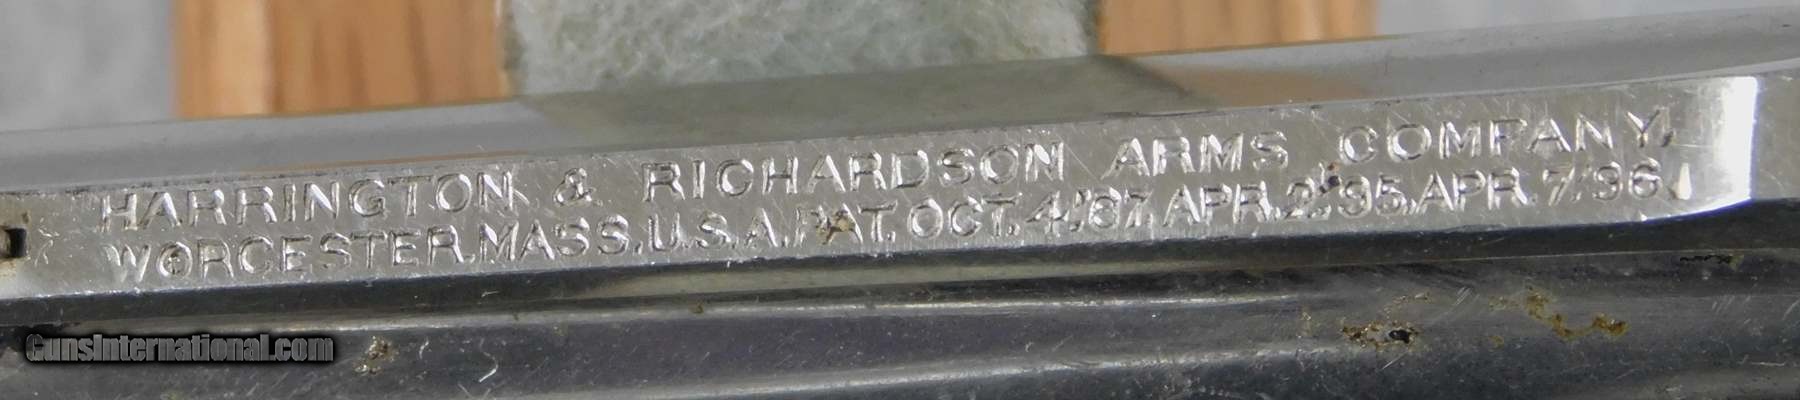 HARRINGTON & RICHARDSON ARMS COMPANY,
WORCESTER, MASS. U.S.A. PAT. OCT. 4.'87. APR. 2.'95. APR. 7.'96.
GunsInternational.com